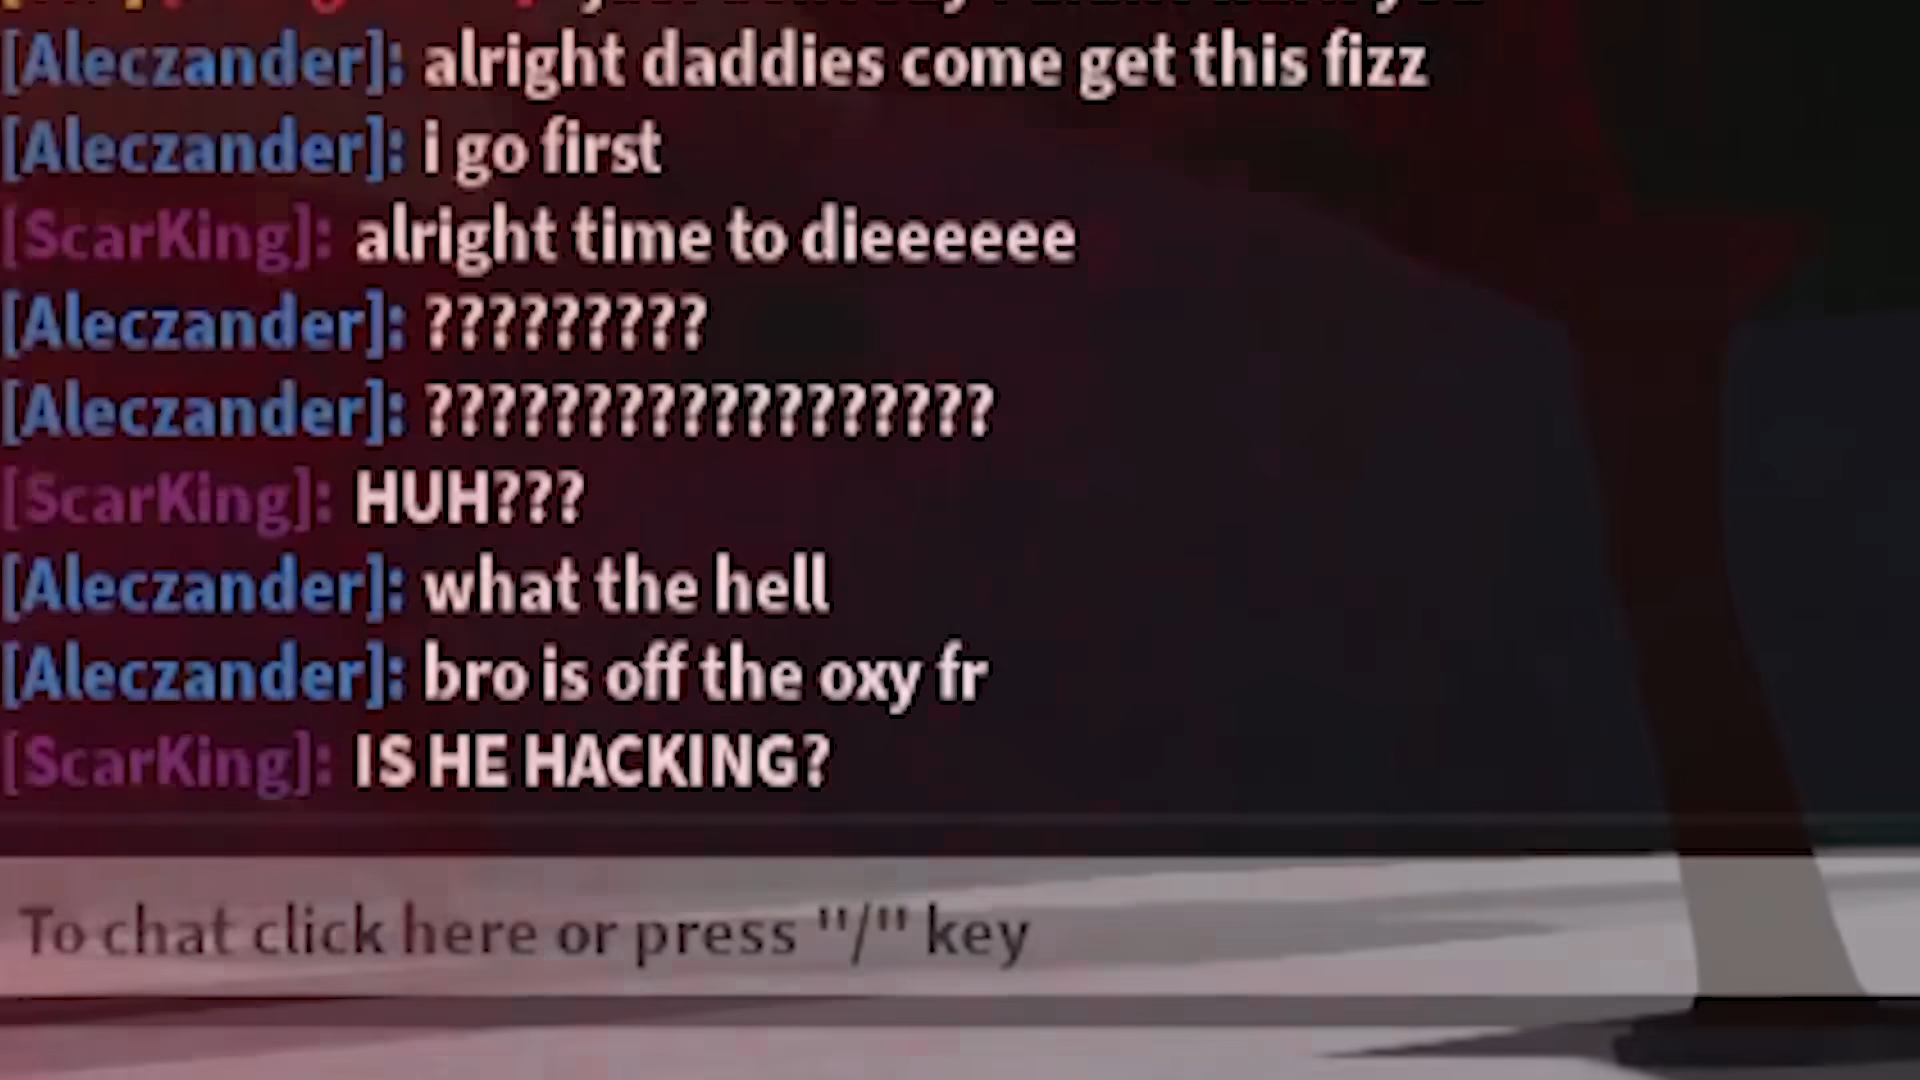 [Aleczander]: alright daddies come get this fizz
[Aleczander]: i go first
[ScarKing]: alright time to dieeeeeee
[Aleczander]: ?????????
[Aleczander]: ??????????????????
[ScarKing]: HUH???
[Aleczander]: what the hell
[Aleczander]: bro is off the oxy fr
[ScarKing]: IS HE HACKING?
To chat click here or press "/" key